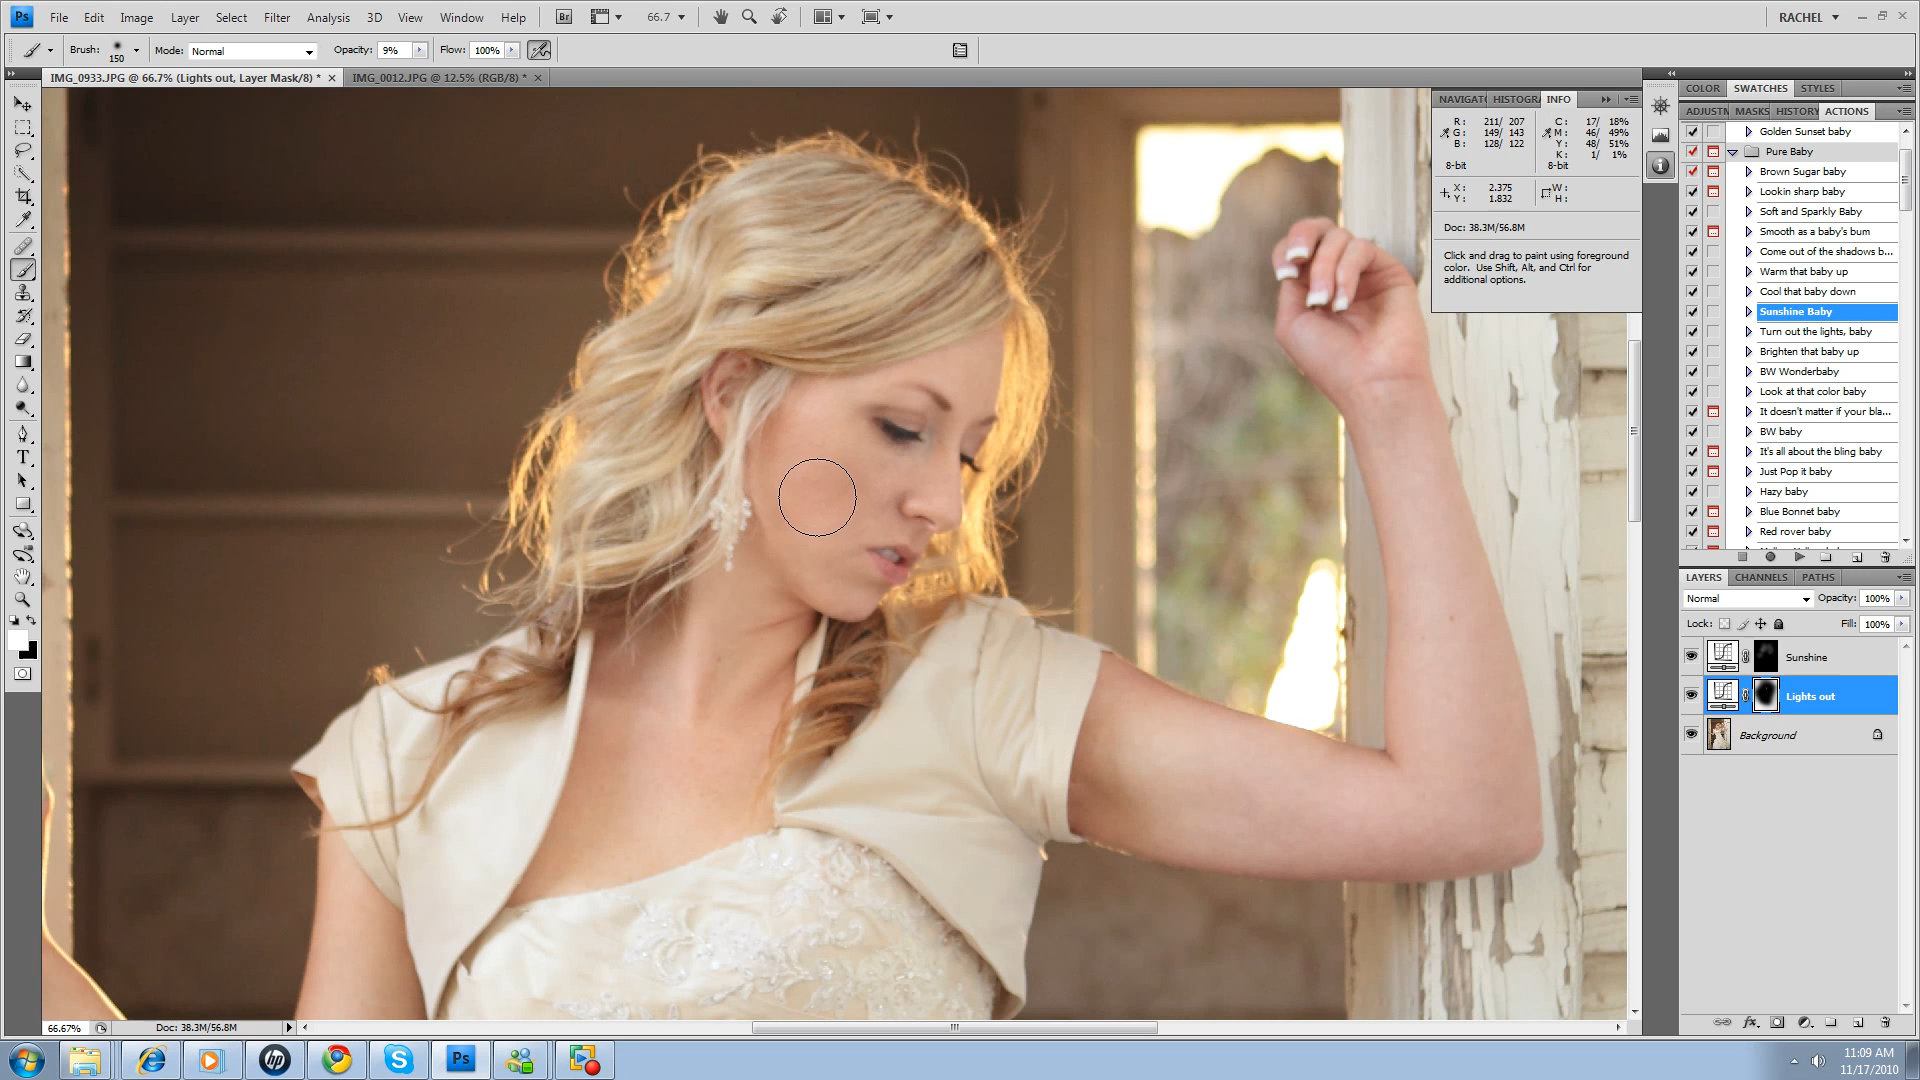 Ps File Edit Image Layer Select Filter Analysis 3D View Window Help Br 66.7 RACHEL
Brush: 150 Mode: Normal Opacity: 9% Flow: 100%
IMG_0933.JPG @ 66.7% (Lights out, Layer Mask/8) * IMG_0012.JPG @ 12.5% (RGB/8) *
NAVIGAT HISTOGRA INFO
R: 211/ 207 C: 17/ 18%
G: 149/ 143 M: 46/ 49%
B: 128/ 122 Y: 48/ 51%
K: 1/ 1%
8-bit 8-bit
X: 2.375 W:
Y: 1.832 H:
Doc: 38.3M/56.8M
Click and drag to paint using foreground
color. Use Shift, Alt, and Ctrl for
additional options.
COLOR SWATCHES STYLES
ADJUSTN MASKS HISTORY ACTIONS
Golden Sunset baby
Pure Baby
Brown Sugar baby
Lookin sharp baby
Soft and Sparkly Baby
Smooth as a baby's bum
Come out of the shadows b...
Warm that baby up
Cool that baby down
Sunshine Baby
Turn out the lights, baby
Brighten that baby up
BW Wonderbaby
Look at that color baby
It doesn't matter if your bla...
BW baby
It's all about the bling baby
Just Pop it baby
Hazy baby
Blue Bonnet baby
Red rover baby
LAYERS CHANNELS PATHS
Normal Opacity: 100%
Lock: Fill: 100%
Sunshine
Lights out
Background
fx
T
66.67% Doc: 38.3M/56.8M
hp S Ps
11:09 AM
11/17/2010